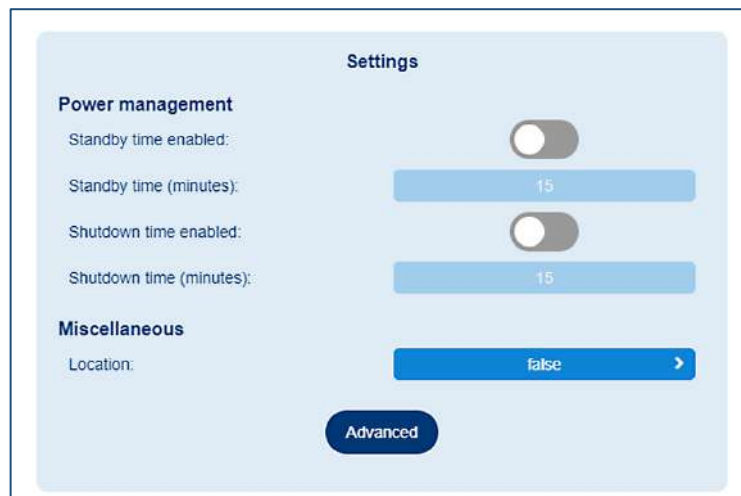 Settings
Power management
Standby time enabled:
Standby time (minutes): 15
Shutdown time enabled:
Shutdown time (minutes): 15
Miscellaneous
Location: false
Advanced